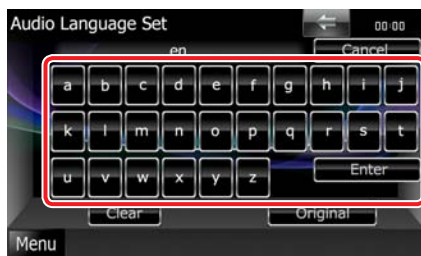 Audio Language Set 00:00
en Cancel
a b c d e f g h i j
k l m n o p q r s t
u v w x y z Enter
Clear Original
Menu